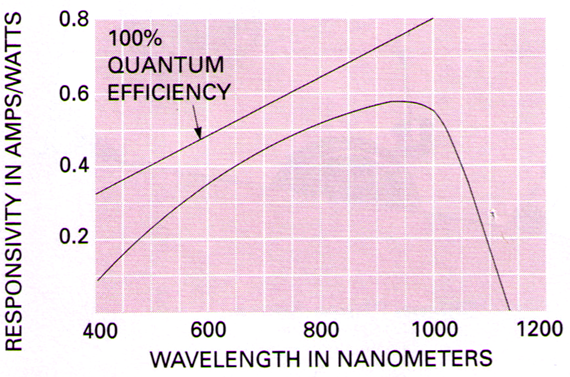 RESPONSIVITY IN AMPS/WATTS
0.8
0.6
0.4
0.2
100%
QUANTUM
EFFICIENCY
400 600 800 1000 1200
WAVELENGTH IN NANOMETERS